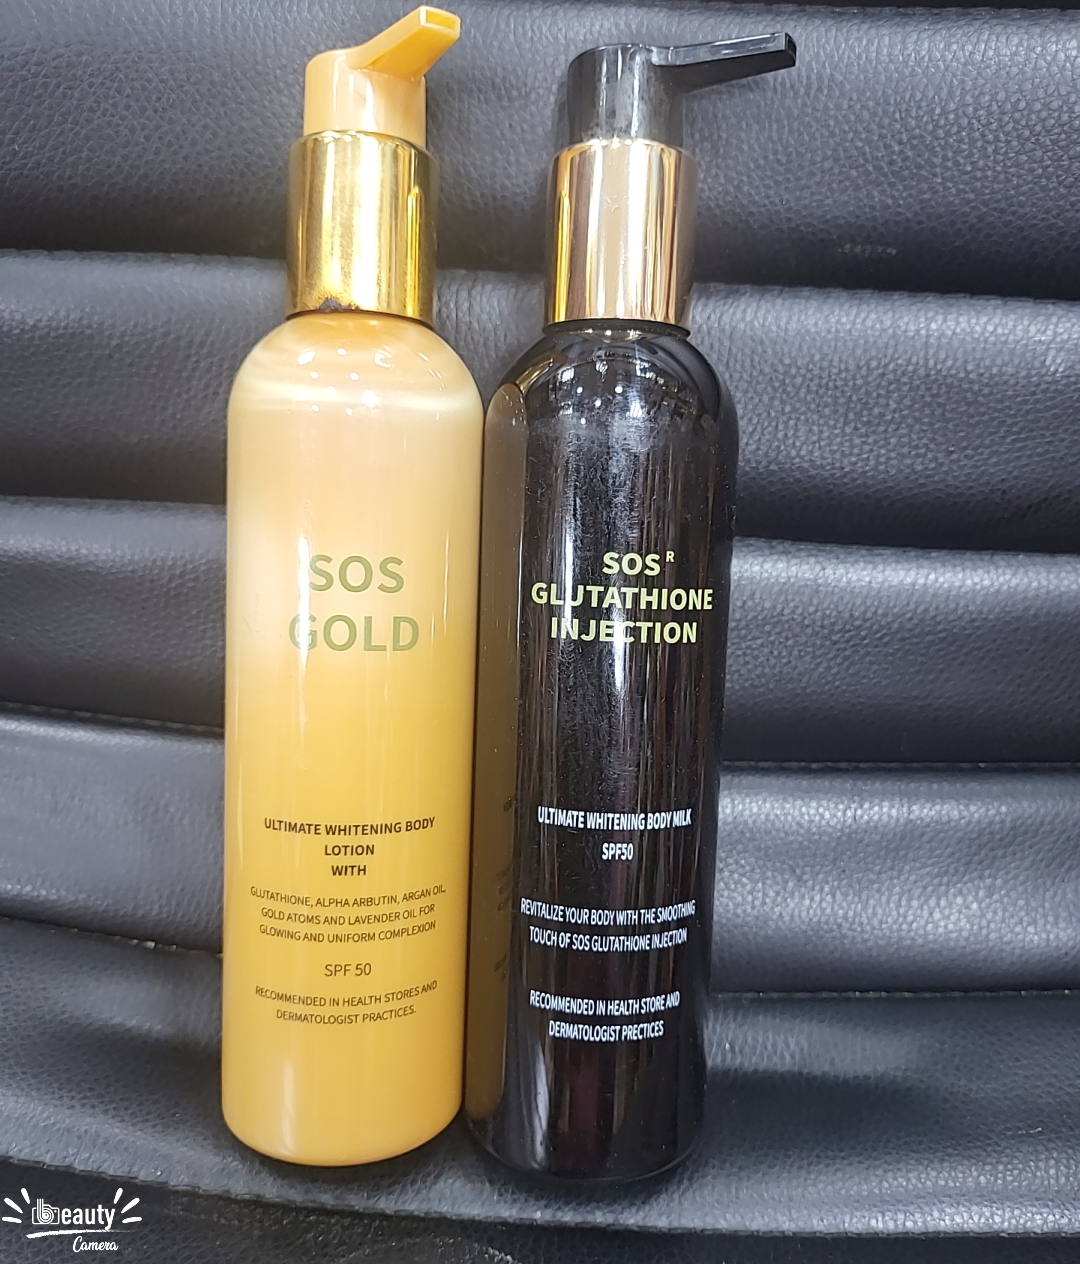 SOS
GOLD
ULTIMATE WHITENING BODY
LOTION
WITH
GLUTATHIONE, ALPHA ARBUTIN, ARGAN OIL,
GOLD ATOMS AND LAVENDER OIL FOR
GLOWING AND UNIFORM COMPLEXION
SPF 50
RECOMMENDED IN HEALTH STORES AND
DERMATOLOGIST PRACTICES.
SOS R
GLUTATHIONE
INJECTION
ULTIMATE WHITENING BODY MILK
SPF50
REVITALIZE YOUR BODY WITH THE SMOOTHING
TOUCH OF SOS GLUTATHIONE INJECTION
RECOMMENDED IN HEALTH STORE AND
DERMATOLOGIST PRECTICES
beauty
Camera